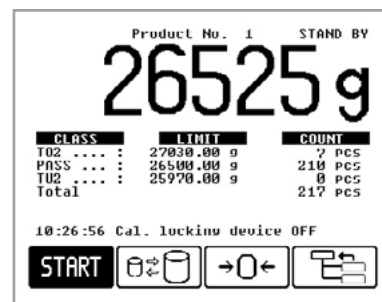 Product No. 1 STAND BY
26525 g
CLASS LIMIT COUNT
TO2 .... : 27030.00 g 7 pcs
PASS ... : 26500.00 g 210 pcs
TU2 .... : 25970.00 g 0 pcs
Total 217 pcs
10:26:56 Cal. locking device OFF
START
→0←